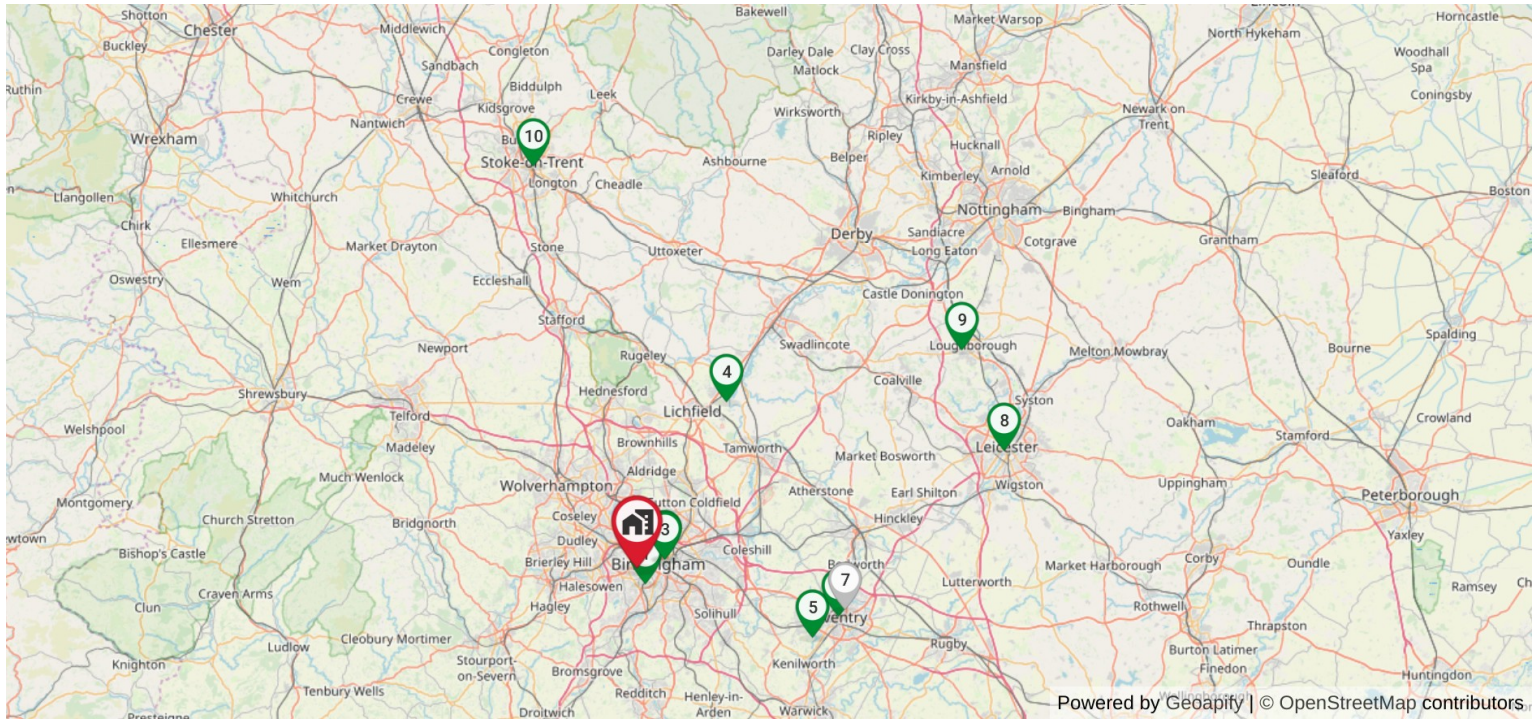 Shotton
Chester
Buckley
Middlewich
Bakewell
Market Warsop
Horncastle
North Hykeham
Congleton
Sandbach
Darley Dale
Clay Cross
Matlock
Mansfield
Woodhall
Spa
Coningsby
Ruthin
Biddulph
Leek
Crewe
Kidsgrove
Kirkby-in-Ashfield
Wirksworth
Newark on
Trent
Nantwich
Wrexham
10
Ripley
Hucknall
Stoke-on-Trent
Ashbourne
Belper
Arnold
Kimberley
Sleaford
Longton
Cheadle
Boston
Llangollen
Whitchurch
Nottingham
Bingham
Chirk
Derby
Sandiacre
Cotgrave
Grantham
Ellesmere
Market Drayton
Stone
Uttoxeter
Long Eaton
Oswestry
Wem
Eccleshall
Castle Donington
Stafford
9
Spalding
Newport
Rugeley
Swadlincote
Loughborough
Melton Mowbray
Bourne
4
Coalville
Shrewsbury
Hednesford
Syston
Telford
Lichfield
8
Oakham
Crowland
Welshpool
Stamford
Madeley
Brownhills
Tamworth
Market Bosworth
Leicester
Much Wenlock
Aldridge
Wolverhampton
Atherstone
Earl Shilton
Wigston
Uppingham
Peterborough
Montgomery
Sutton Coldfield
Church Stretton
Bridgnorth
Coseley
Hinckley
3
Yaxley
Newtown
Bishop's Castle
Dudley
Coleshill
Brierley Hill
Birmingham
Corby
Oundle
Market Harborough
Halesowen
7
Lutterworth
Ramsey
Craven Arms
Clun
Hagley
Solihull
5
Rothwell
Thrapston
Cleobury Mortimer
Ludlow
Rugby
Burton Latimer
Knighton
Stourport-
on-Severn
Bromsgrove
Kenilworth
Finedon
Huntingdon
Tenbury Wells
Redditch
Henley-in-
Arden
Droitwich
Warwick
Presteigne
Powered by Geoapify | © OpenStreetMap contributors